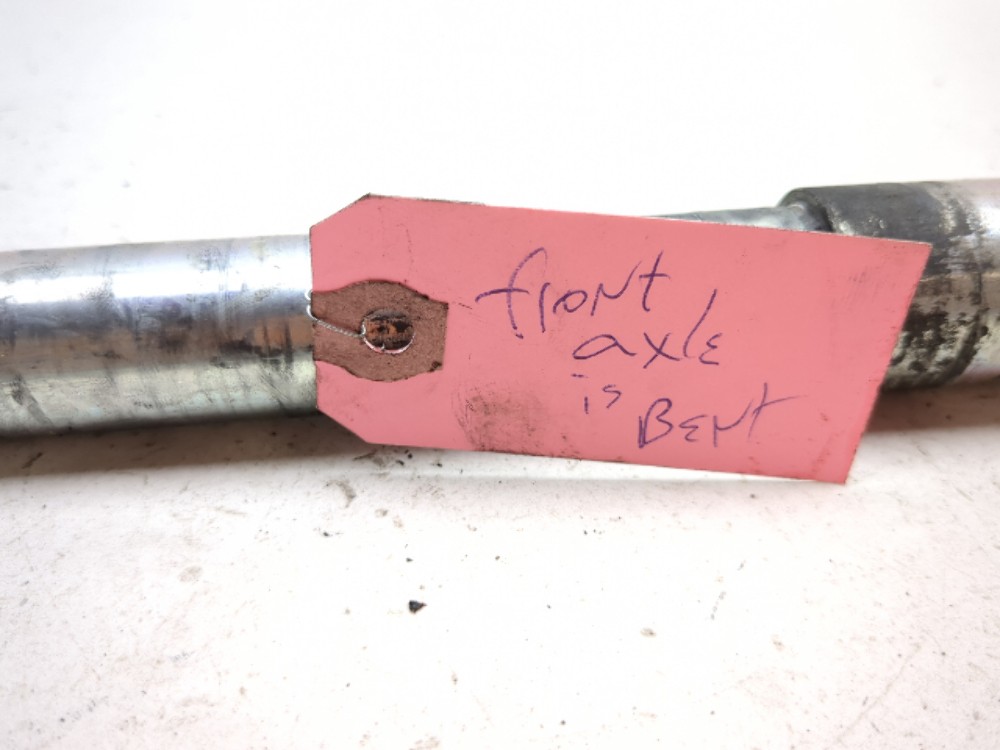 front
axle
is
BENt